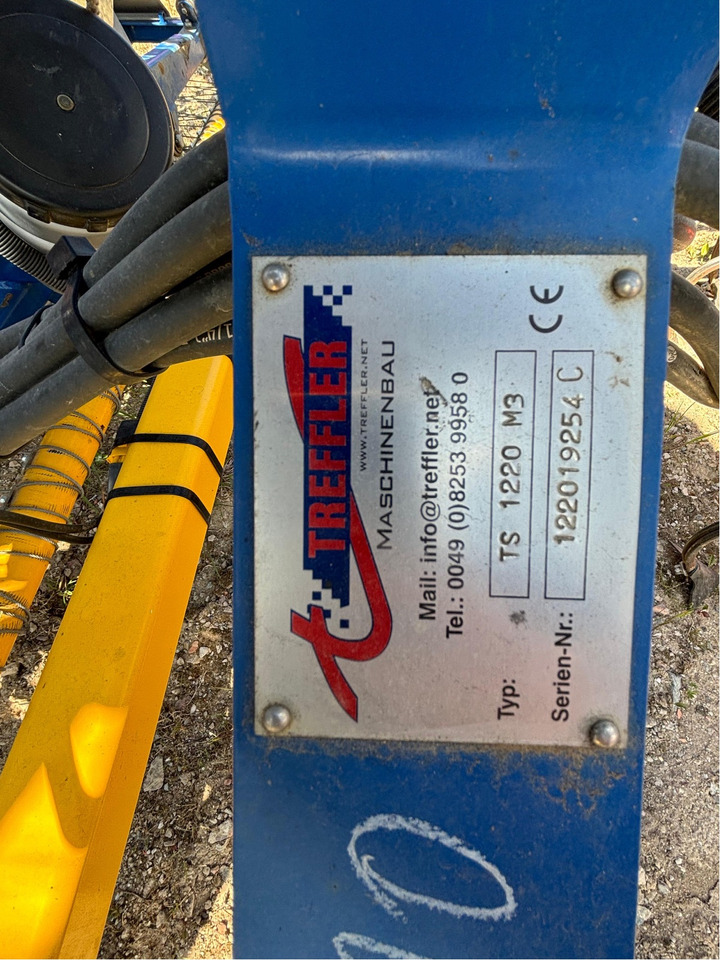 TREFFLER
WWW.TREFFLER.NET
MASCHINENBAU
Mail: info@treffler.net
Tel.: 0049 (0)8253 9958 0
CE
Typ: TS 1220 M3
Serien-Nr.: 122019254 C